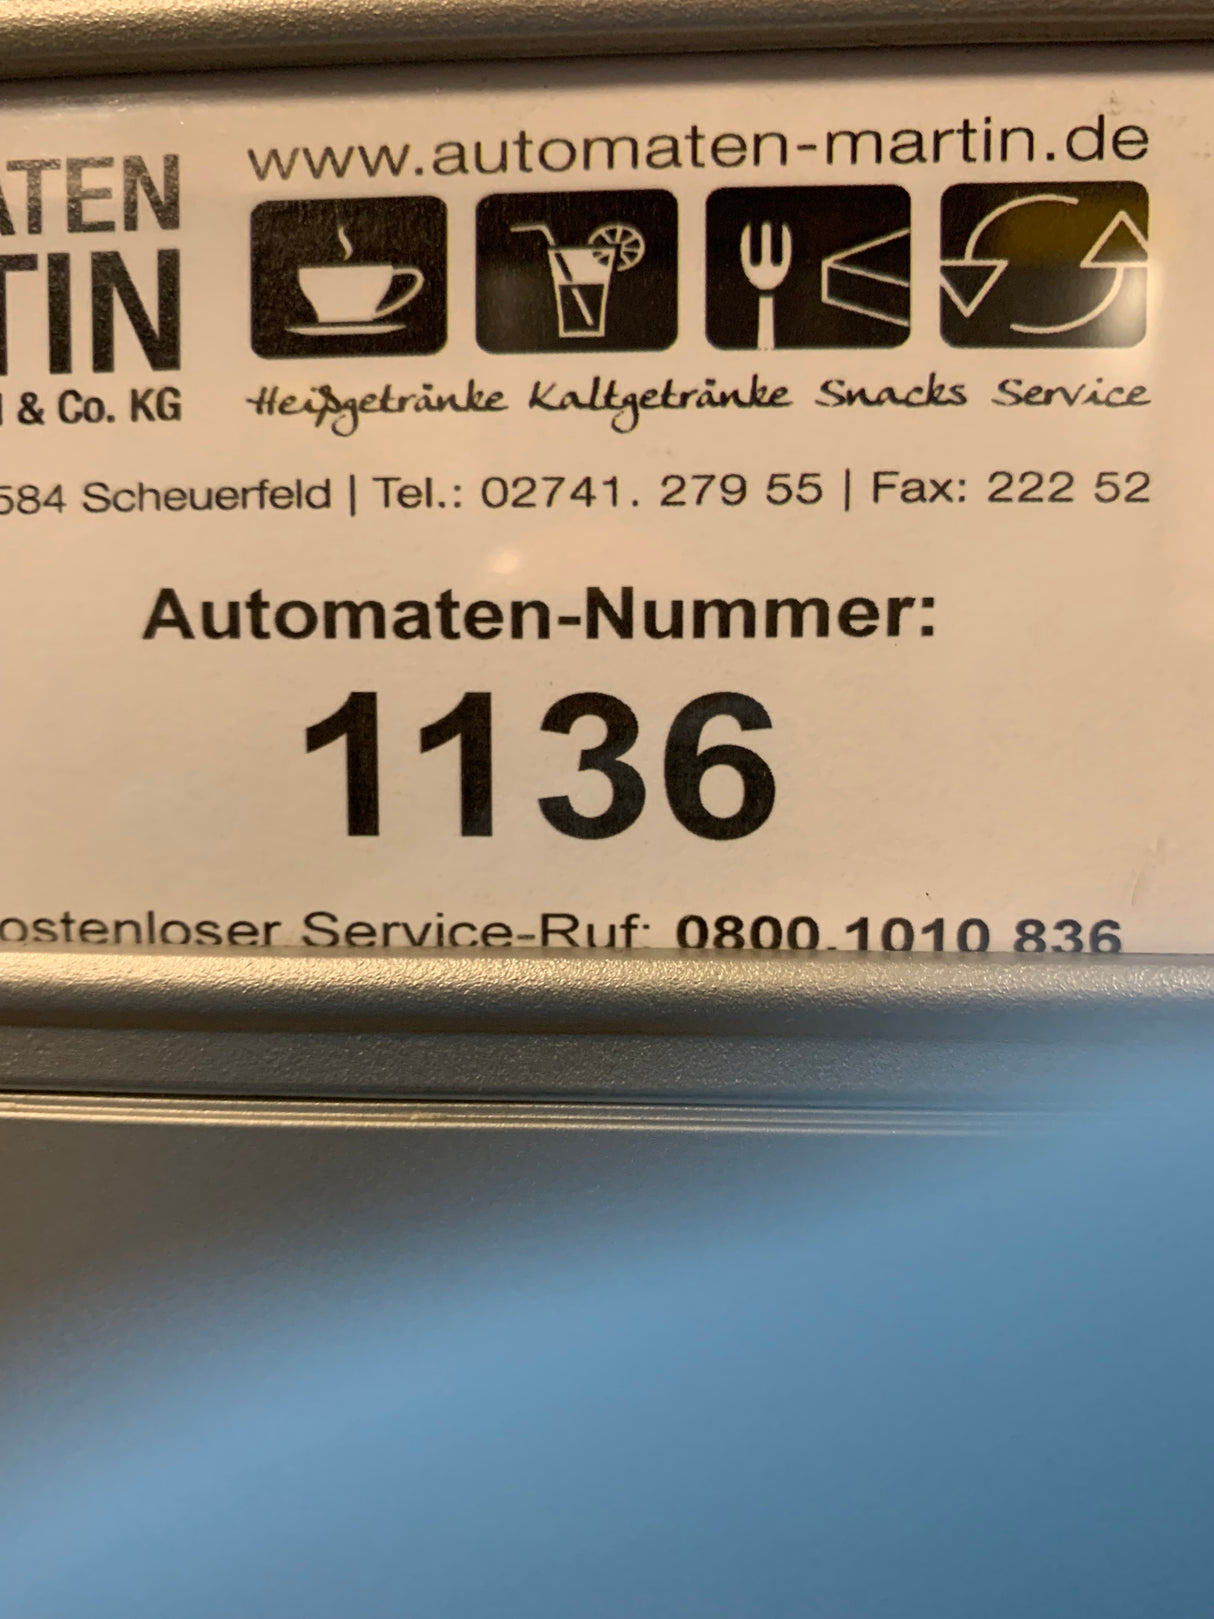 www.automaten-martin.de
ATEN
TIN
& Co. KG
Heißgetränke Kaltgetränke Snacks Service
584 Scheuerfeld | Tel.: 02741. 279 55 | Fax: 222 52
Automaten-Nummer:
1136
ostenloser Service-Ruf: 0800.1010 836